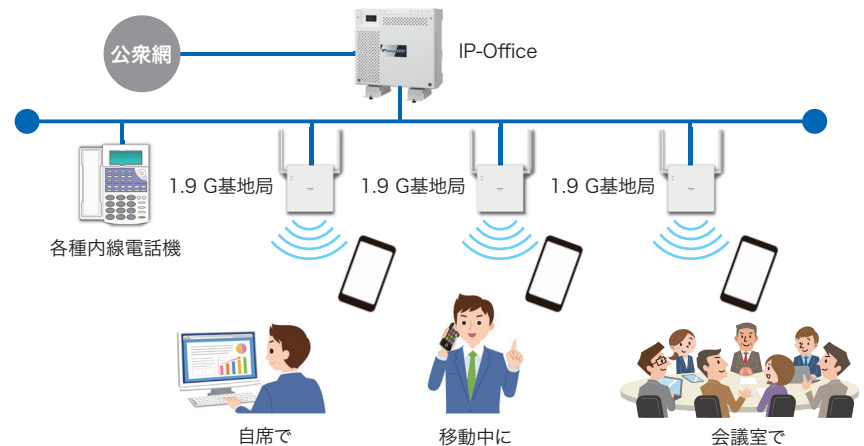 公衆網
IP-Office
1.9 G基地局
1.9 G基地局
1.9 G基地局
各種内線電話機
自席で
移動中に
会議室で